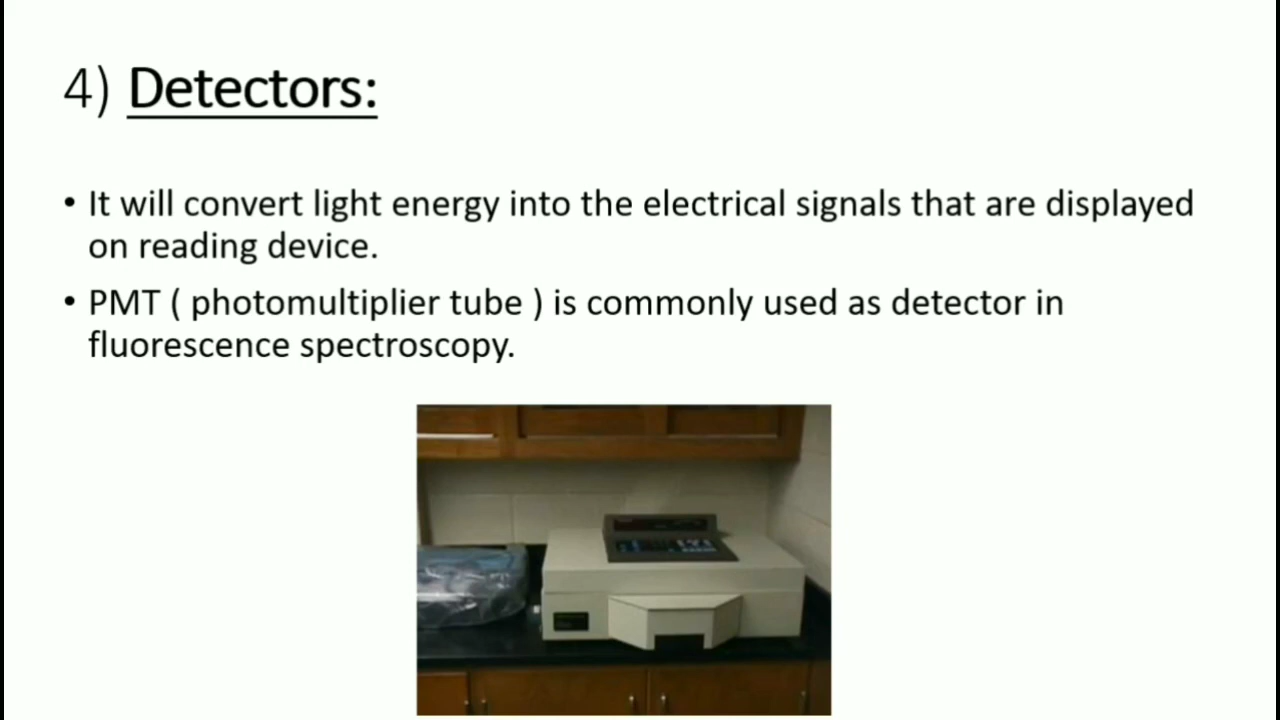 4) Detectors:
• It will convert light energy into the electrical signals that are displayed
on reading device.
• PMT ( photomultiplier tube ) is commonly used as detector in
fluorescence spectroscopy.